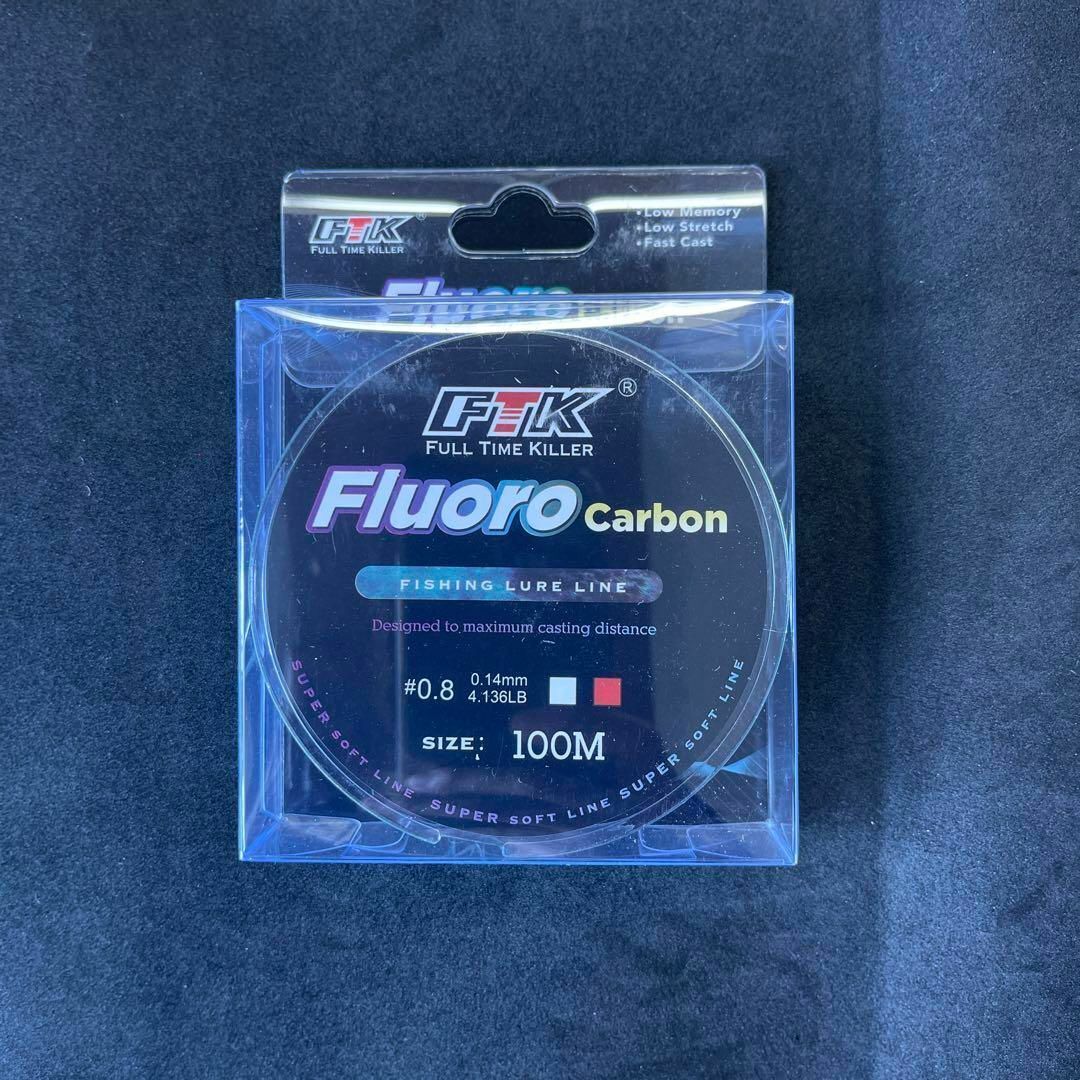 FTK®
FULL TIME KILLER
• Low Memory
• Low Stretch
• Fast Cast
Fluoro Carbon
FTK®
FULL TIME KILLER
Fluoro Carbon
FISHING LURE LINE
Designed to maximum casting distance
#0.8
0.14mm
4.136LB
SIZE: 100M
SUPER SOFT LINE SUPER SOFT LINE SUPER SOFT LINE